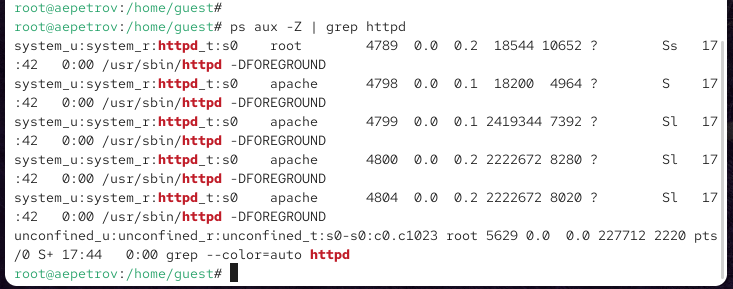 root@aepetrov:/home/guest#
root@aepetrov:/home/guest# ps aux -Z | grep httpd
system_u:system_r:httpd_t:s0    root        4789  0.0  0.2  18544 10652 ?        Ss   17
:42   0:00 /usr/sbin/httpd -DFOREGROUND
system_u:system_r:httpd_t:s0    apache      4798  0.0  0.1  18200  4964 ?        S    17
:42   0:00 /usr/sbin/httpd -DFOREGROUND
system_u:system_r:httpd_t:s0    apache      4799  0.0  0.1 2419344 7392 ?        Sl   17
:42   0:00 /usr/sbin/httpd -DFOREGROUND
system_u:system_r:httpd_t:s0    apache      4800  0.0  0.2 2222672 8280 ?        Sl   17
:42   0:00 /usr/sbin/httpd -DFOREGROUND
system_u:system_r:httpd_t:s0    apache      4804  0.0  0.2 2222672 8020 ?        Sl   17
:42   0:00 /usr/sbin/httpd -DFOREGROUND
unconfined_u:unconfined_r:unconfined_t:s0-s0:c0.c1023 root 5629 0.0  0.0 227712 2220 pts
/0 S+ 17:44   0:00 grep --color=auto httpd
root@aepetrov:/home/guest#